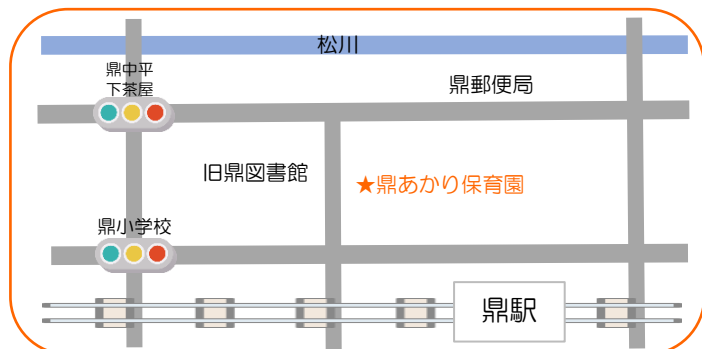 松川
鼎中平
下茶屋
鼎郵便局
旧鼎図書館
★鼎あかり保育園
鼎小学校
鼎駅